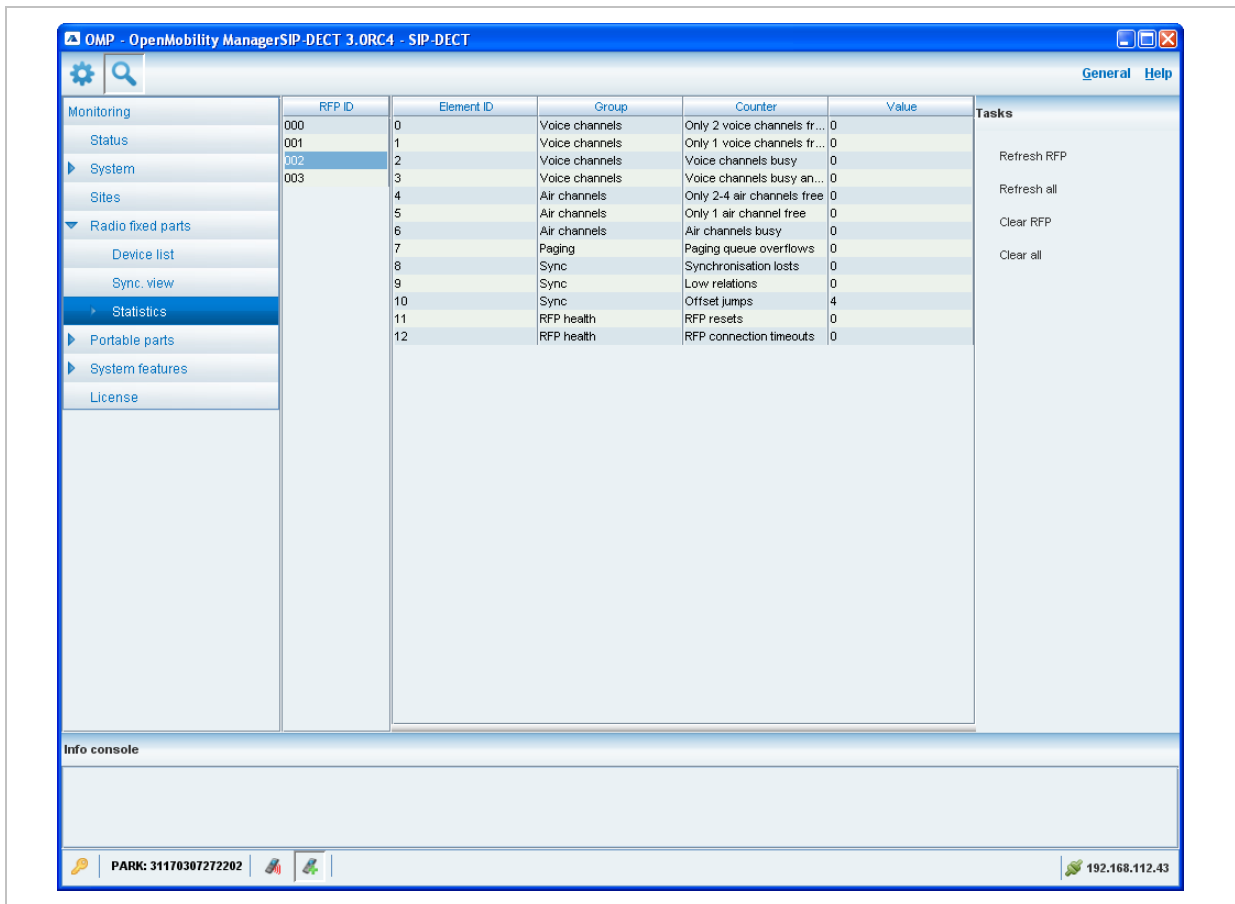 OMP - OpenMobility ManagerSIP-DECT 3.0RC4 - SIP-DECT
General Help
Monitoring
Status
System
Sites
Radio fixed parts
Device list
Sync. view
Statistics
Portable parts
System features
License
RFP ID
000
001
002
003
Element ID Group Counter Value
0 Voice channels Only 2 voice channels fr... 0
1 Voice channels Only 1 voice channels fr... 0
2 Voice channels Voice channels busy 0
3 Voice channels Voice channels busy an... 0
4 Air channels Only 2-4 air channels free 0
5 Air channels Only 1 air channel free 0
6 Air channels Air channels busy 0
7 Paging Paging queue overflows 0
8 Sync Synchronisation losts 0
9 Sync Low relations 0
10 Sync Offset jumps 4
11 RFP health RFP resets 0
12 RFP health RFP connection timeouts 0
Tasks
Refresh RFP
Refresh all
Clear RFP
Clear all
Info console
PARK: 31170307272202
192.168.112.43